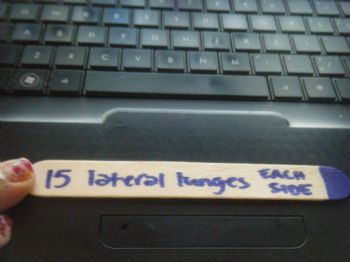 15 lateral lunges EACH
SIDE